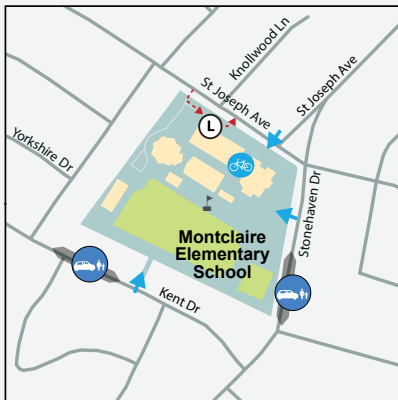 Knollwood Ln
St Joseph Ave
St Joseph Ave
Yorkshire Dr
L
Stonehaven Dr
Montclaire
Elementary
School
Kent Dr